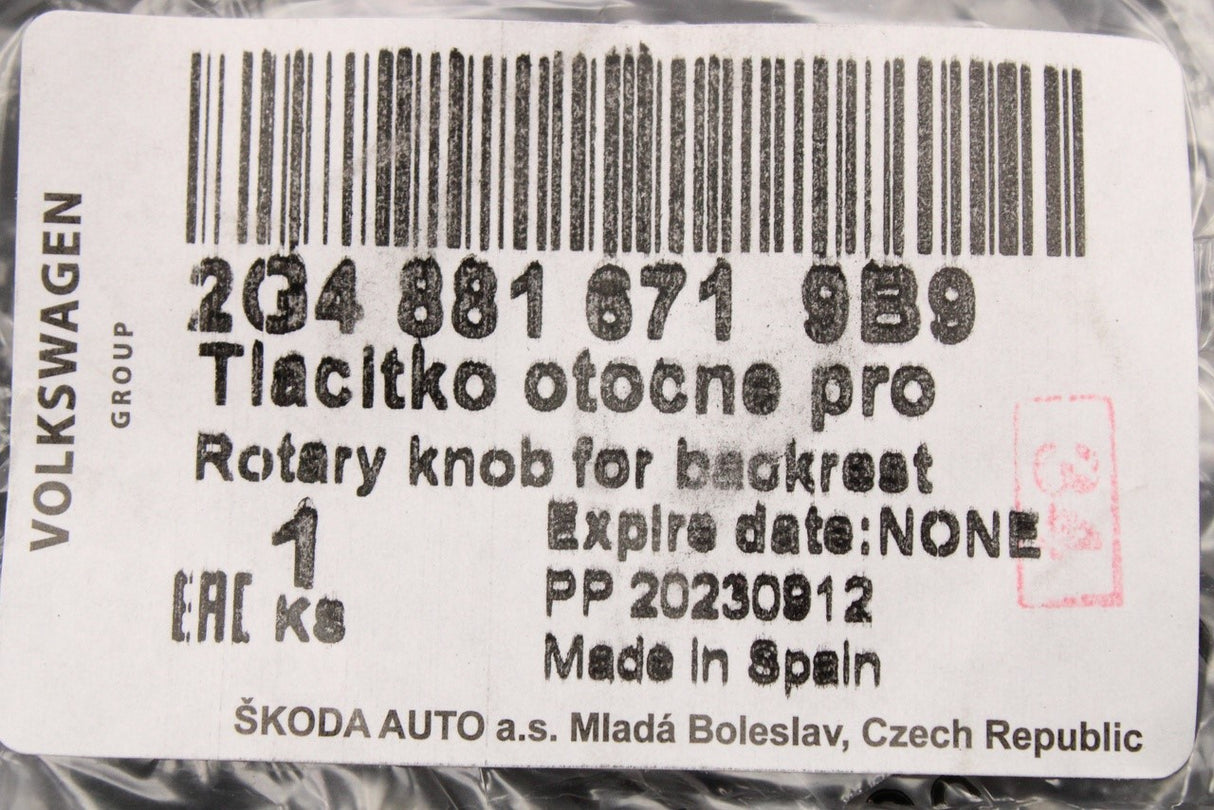 VOLKSWAGEN
GROUP
2G4 881 671 9B9
Tlacitko otocne pro
Rotary knob for backrest
1
EAC ks
Expire date:NONE
PP 20230912
Made in Spain
ŠKODA AUTO a.s. Mladá Boleslav, Czech Republic